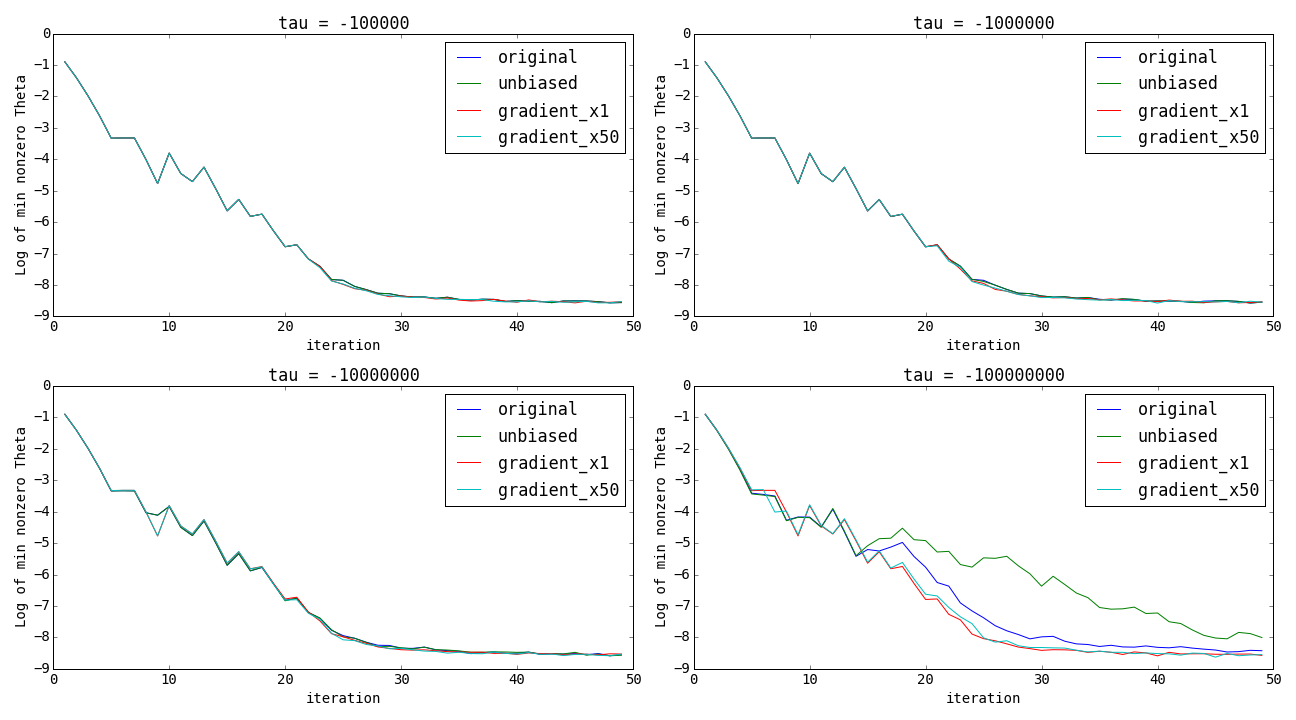 tau = -100000
Log of min nonzero Theta
0
−1
−2
−3
−4
−5
−6
−7
−8
−9
original
unbiased
gradient_x1
gradient_x50
0 10 20 30 40 50
iteration
tau = -1000000
Log of min nonzero Theta
0
−1
−2
−3
−4
−5
−6
−7
−8
−9
original
unbiased
gradient_x1
gradient_x50
0 10 20 30 40 50
iteration
tau = -10000000
Log of min nonzero Theta
0
−1
−2
−3
−4
−5
−6
−7
−8
−9
original
unbiased
gradient_x1
gradient_x50
0 10 20 30 40 50
iteration
tau = -100000000
Log of min nonzero Theta
0
−1
−2
−3
−4
−5
−6
−7
−8
−9
original
unbiased
gradient_x1
gradient_x50
0 10 20 30 40 50
iteration